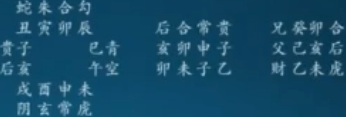 蛇朱合勾
丑寅卯辰 后合常贵 兄癸卯合
贵子 巳青 亥卯申子 父己亥后
后亥 午空 卯未子乙 财乙未虎
戌酉申未
阴玄常虎